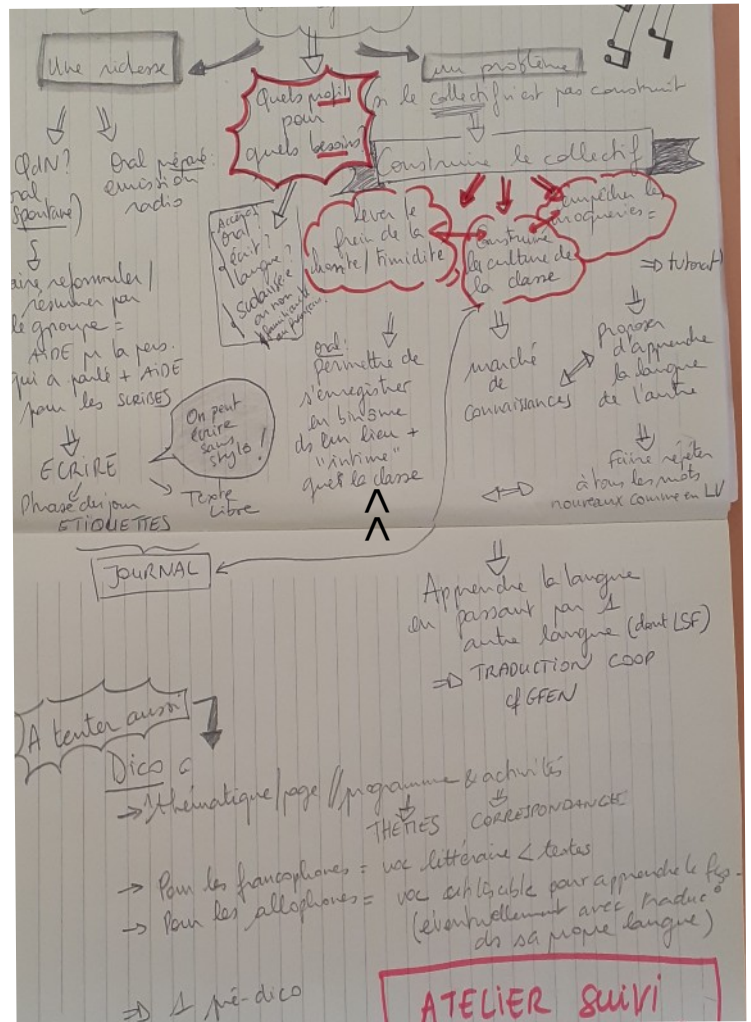 Une richesse
un problème
Quels profils
pour
quels besoins?
le collectif n'est pas construit
Construire le collectif
QdN?
oral
spontané)
Oral préparé:
émission
radio
Accès
oral?
écrit?
langue?
scolarisé.e
ou non
Lever le
frein de la
honte/timidité
Construire
la culture de
la classe
empêcher les
moqueries =
⇒ tutorat)
faire reformuler/
résumer par
le groupe =
AIDE pr la pers.
qui a parlé + AIDE
pour les SCRIBES
On peut
écrire
sans
stylo!
ECRIRE
Phrase du jour
ETIQUETTES
Texte
Libre
JOURNAL
oral:
permettre de
s'enregistrer
en binôme
ds un lieu +
"intime"
que la classe
marché
de
connaissances
Proposer
d'apprendre
la langue
de l'autre
Faire répéter
à tous les mots
nouveaux comme en LV
Apprendre la langue
en passant par 1
autre langue (dont LSF)
⇒ TRADUCTION COOP
cf GFEN
A tenter aussi
Dico
→ thématique/page // programme & activités
THEMES CORRESPONDANCE
→ Pour les francophones = voc littéraire < textes
→ Pour les allophones = voc utilisable pour apprendre le fçs
(éventuellement avec traduc°
ds sa propre langue)
⇒ 1 pré-dico
ATELIER SUIVI